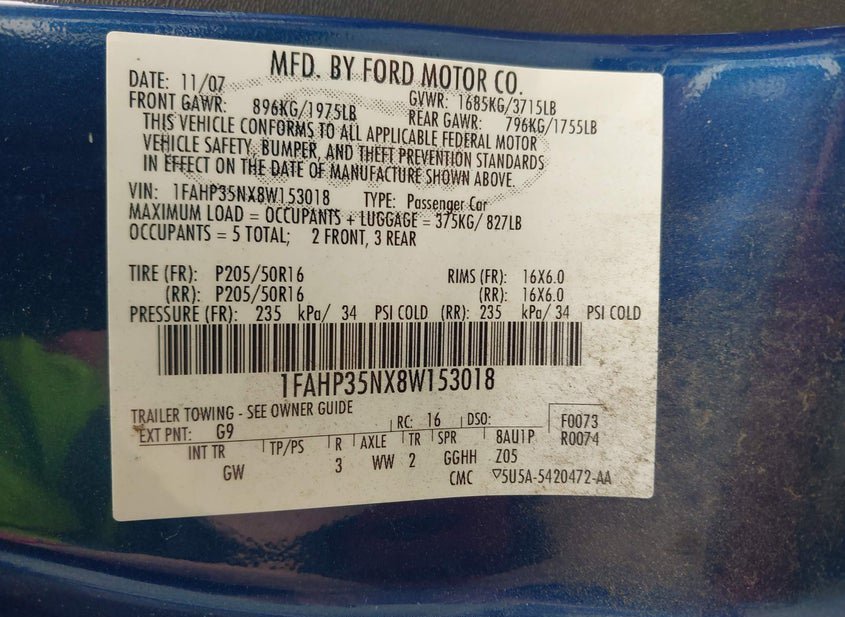 MFD. BY FORD MOTOR CO.
DATE: 11/07 GVWR: 1685KG/3715LB
FRONT GAWR: 896KG/1975LB REAR GAWR: 796KG/1755LB
THIS VEHICLE CONFORMS TO ALL APPLICABLE FEDERAL MOTOR
VEHICLE SAFETY, BUMPER, AND THEFT PREVENTION STANDARDS
IN EFFECT ON THE DATE OF MANUFACTURE SHOWN ABOVE.
VIN: 1FAHP35NX8W153018 TYPE: Passenger Car
MAXIMUM LOAD = OCCUPANTS + LUGGAGE = 375KG/ 827LB
OCCUPANTS = 5 TOTAL; 2 FRONT, 3 REAR
TIRE (FR): P205/50R16 RIMS (FR): 16X6.0
(RR): P205/50R16 (RR): 16X6.0
PRESSURE (FR): 235 kPa/ 34 PSI COLD (RR): 235 kPa/ 34 PSI COLD
1FAHP35NX8W153018
TRAILER TOWING - SEE OWNER GUIDE
EXT PNT: G9 RC: 16 DSO: F0073
INT TR TP/PS R AXLE TR SPR 8AU1P R0074
GW 3 WW 2 GGHH Z05
CMC ▽5U5A-5420472-AA